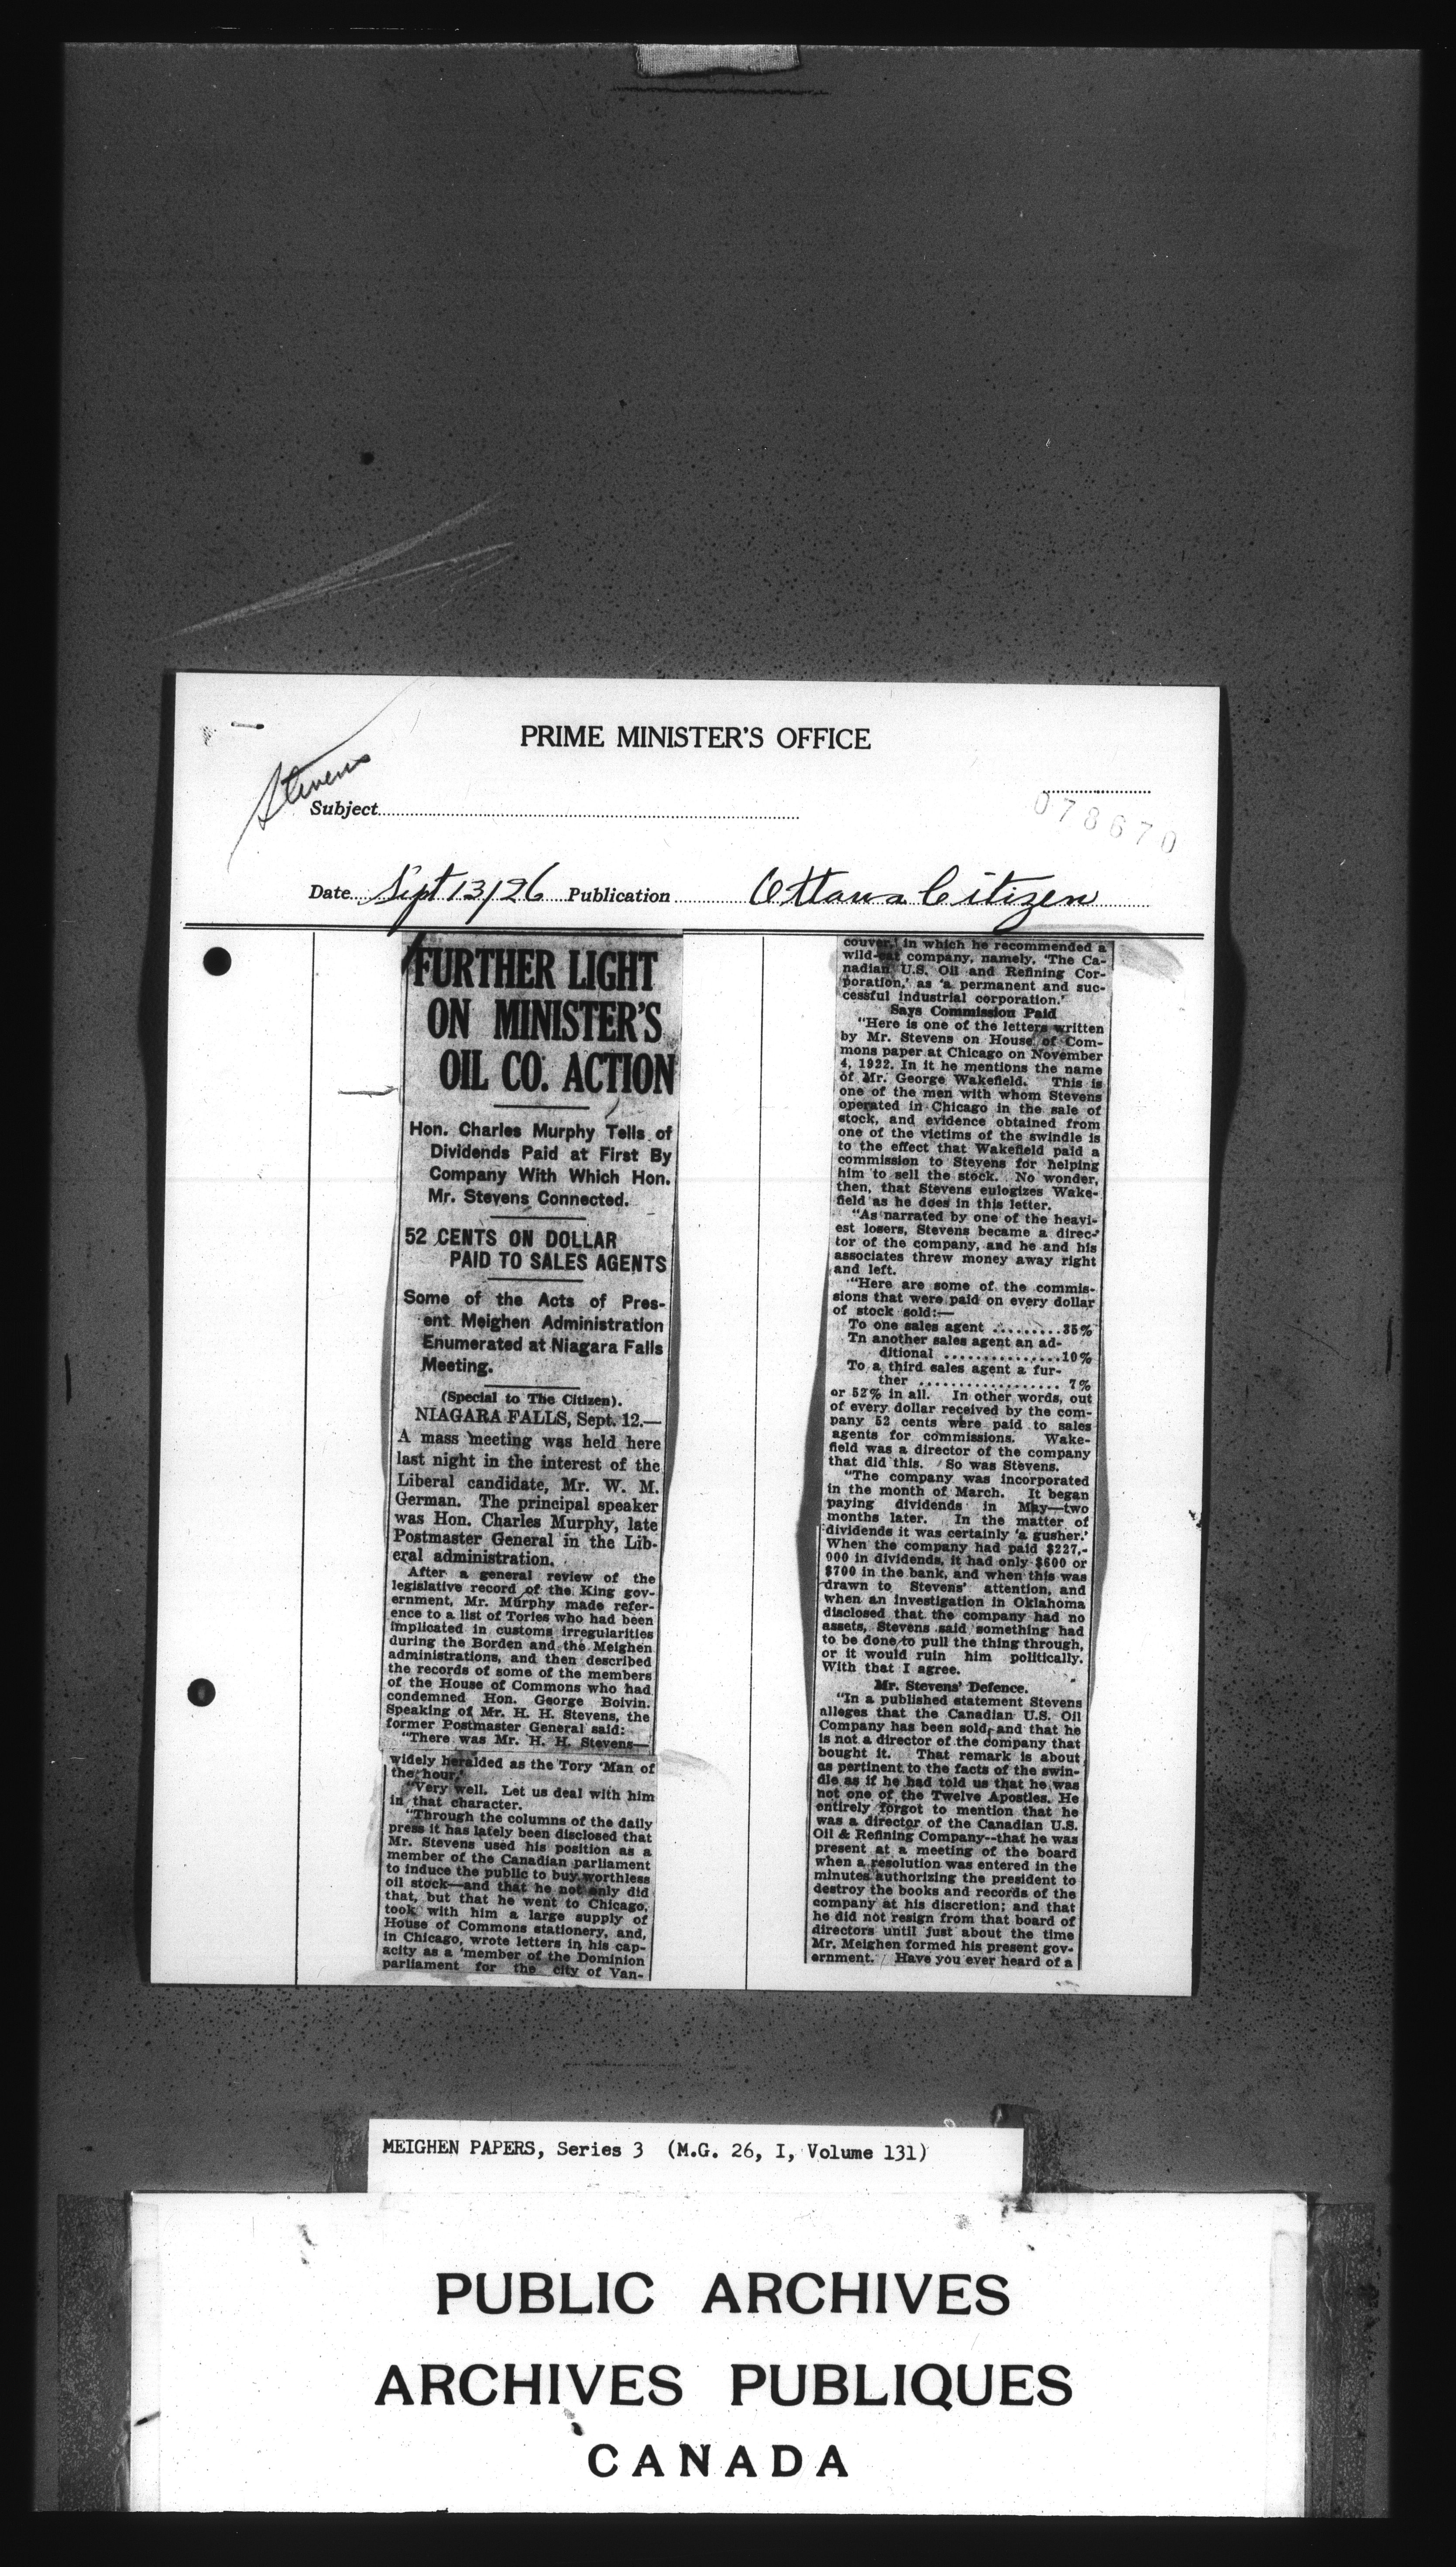 PRIME MINISTER'S OFFICE
Stevens
Subject
078670
Date Sept 13/26 Publication Ottawa Citizen
FURTHER LIGHT
ON MINISTER'S
OIL CO. ACTION
Hon. Charles Murphy Tells of
Dividends Paid at First By
Company With Which Hon.
Mr. Stevens Connected.
52 CENTS ON DOLLAR
PAID TO SALES AGENTS
Some of the Acts of Pres-
ent Meighen Administration
Enumerated at Niagara Falls
Meeting.
(Special to The Citizen).
NIAGARA FALLS, Sept. 12.—
A mass meeting was held here
last night in the interest of the
Liberal candidate, Mr. W. M.
German. The principal speaker
was Hon. Charles Murphy, late
Postmaster General in the Lib-
eral administration.
After a general review of the
legislative record of the King gov-
ernment, Mr. Murphy made refer-
ence to a list of Tories who had been
implicated in customs irregularities
during the Borden and the Meighen
administrations, and then described
the records of some of the members
of the House of Commons who had
condemned Hon. George Boivin.
Speaking of Mr. H. H. Stevens, the
former Postmaster General said:
"There was Mr. H. H. Stevens—
widely heralded as the Tory 'Man of
the hour.'
"Very well. Let us deal with him
in that character.
"Through the columns of the daily
press it has lately been disclosed that
Mr. Stevens used his position as a
member of the Canadian parliament
to induce the public to buy worthless
oil stock—and that he not only did
that, but that he went to Chicago,
took with him a large supply of
House of Commons stationery, and,
in Chicago, wrote letters in his cap-
acity as a 'member of the Dominion
parliament for the city of Van-
couver,' in which he recommended a
wild-cat company, namely, 'The Ca-
nadian U.S. Oil and Refining Cor-
poration,' as 'a permanent and suc-
cessful industrial corporation.'
Says Commission Paid
"Here is one of the letters written
by Mr. Stevens on House of Com-
mons paper at Chicago on November
4, 1922. In it he mentions the name
of Mr. George Wakefield. This is
one of the men with whom Stevens
operated in Chicago in the sale of
stock, and evidence obtained from
one of the victims of the swindle is
to the effect that Wakefield paid a
commission to Stevens for helping
him to sell the stock. No wonder,
then, that Stevens eulogizes Wake-
field as he does in this letter.
"As narrated by one of the heavi-
est losers, Stevens became a direc-
tor of the company, and he and his
associates threw money away right
and left.
"Here are some of the commis-
sions that were paid on every dollar
of stock sold:—
To one sales agent .........35%
Tn another sales agent an ad-
ditional ...............10%
To a third sales agent a fur-
ther .................. 7%
or 52% in all. In other words, out
of every dollar received by the com-
pany 52 cents were paid to sales
agents for commissions. Wake-
field was a director of the company
that did this. So was Stevens.
"The company was incorporated
in the month of March. It began
paying dividends in May—two
months later. In the matter of
dividends it was certainly 'a gusher.'
When the company had paid $227,-
000 in dividends, it had only $600 or
$700 in the bank, and when this was
drawn to Stevens' attention, and
when an investigation in Oklahoma
disclosed that the company had no
assets, Stevens said something had
to be done to pull the thing through,
or it would ruin him politically.
With that I agree.
Mr. Stevens' Defence.
"In a published statement Stevens
alleges that the Canadian U.S. Oil
Company has been sold, and that he
is not a director of the company that
bought it. That remark is about
as pertinent to the facts of the swin-
dle as if he had told us that he was
not one of the Twelve Apostles. He
entirely forgot to mention that he
was a director of the Canadian U.S.
Oil & Refining Company--that he was
present at a meeting of the board
when a resolution was entered in the
minutes authorizing the president to
destroy the books and records of the
company at his discretion; and that
he did not resign from that board of
directors until just about the time
Mr. Meighen formed his present gov-
ernment. Have you ever heard of a
MEIGHEN PAPERS, Series 3 (M.G. 26, I, Volume 131)
PUBLIC ARCHIVES
ARCHIVES PUBLIQUES
CANADA